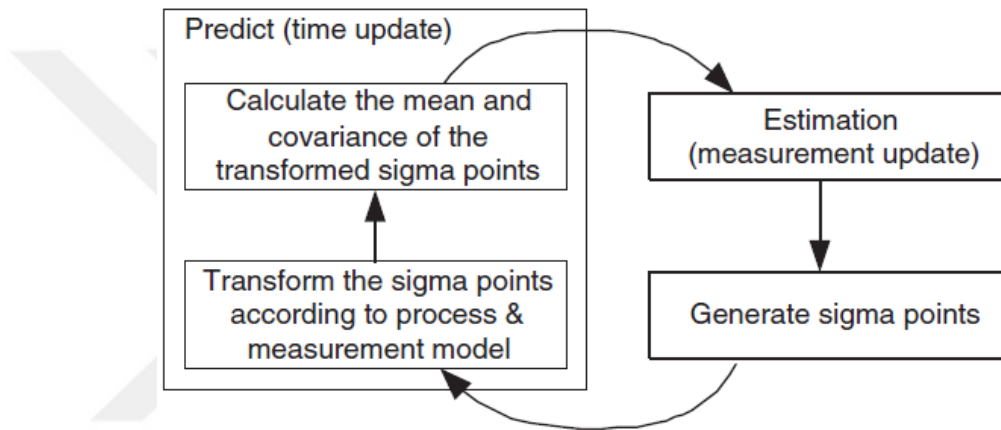 Predict (time update)
Calculate the mean and
covariance of the
transformed sigma points
Transform the sigma points
according to process &
measurement model
Estimation
(measurement update)
Generate sigma points